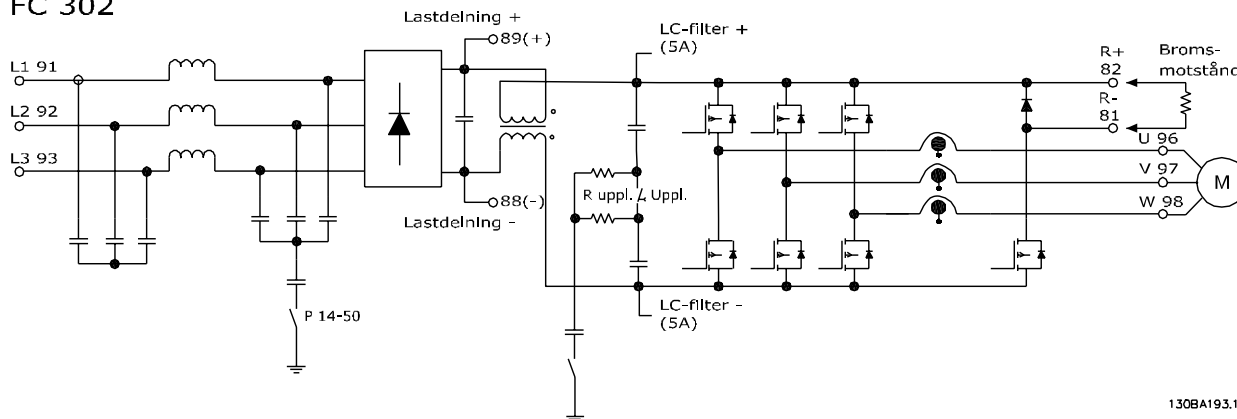 FC 302
Lastdelning +
89(+)
LC-filter +
(5A)
R+
82
Broms-
motstånd
L1 91
R-
81
L2 92
U 96
L3 93
V 97
M
R uppl.
Uppl.
88(-)
W 98
Lastdelning -
LC-filter -
(5A)
P 14-50
130BA193.1